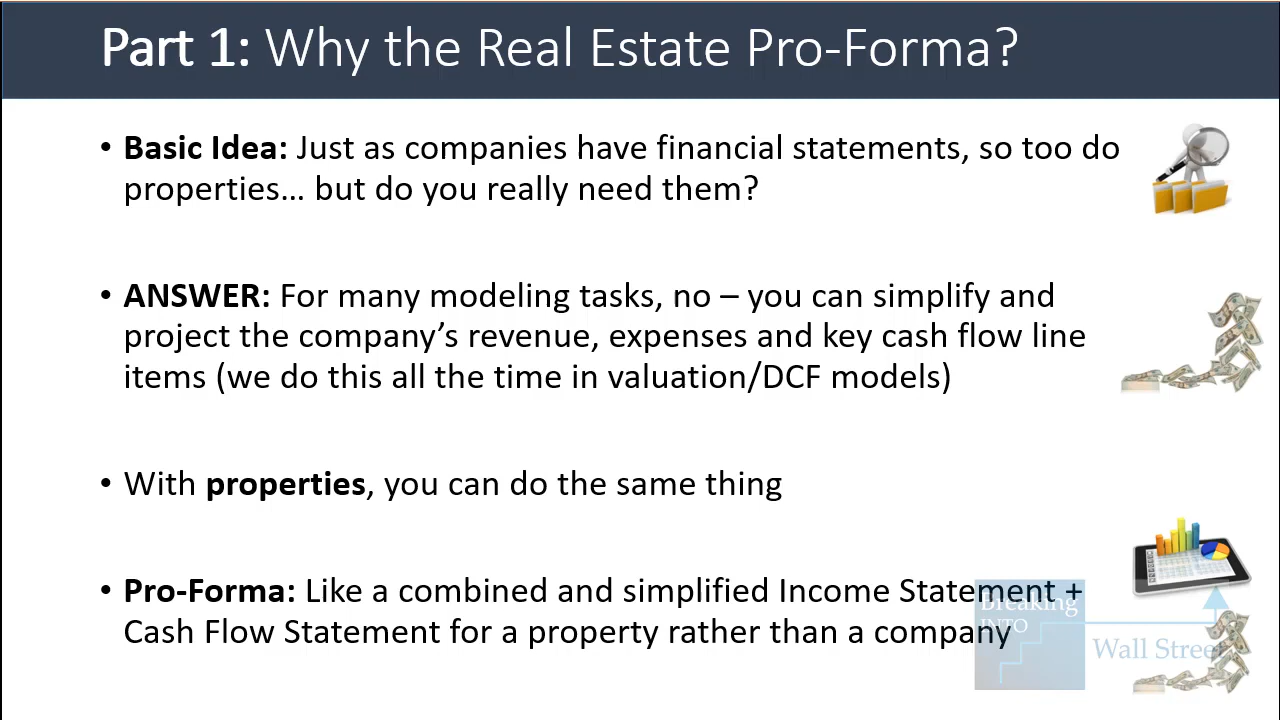 Part 1: Why the Real Estate Pro-Forma?
• Basic Idea: Just as companies have financial statements, so too do
properties… but do you really need them?
• ANSWER: For many modeling tasks, no – you can simplify and
project the company’s revenue, expenses and key cash flow line
items (we do this all the time in valuation/DCF models)
• With properties, you can do the same thing
• Pro-Forma: Like a combined and simplified Income Statement +
Cash Flow Statement for a property rather than a company
Breaking
INTO
Wall Street